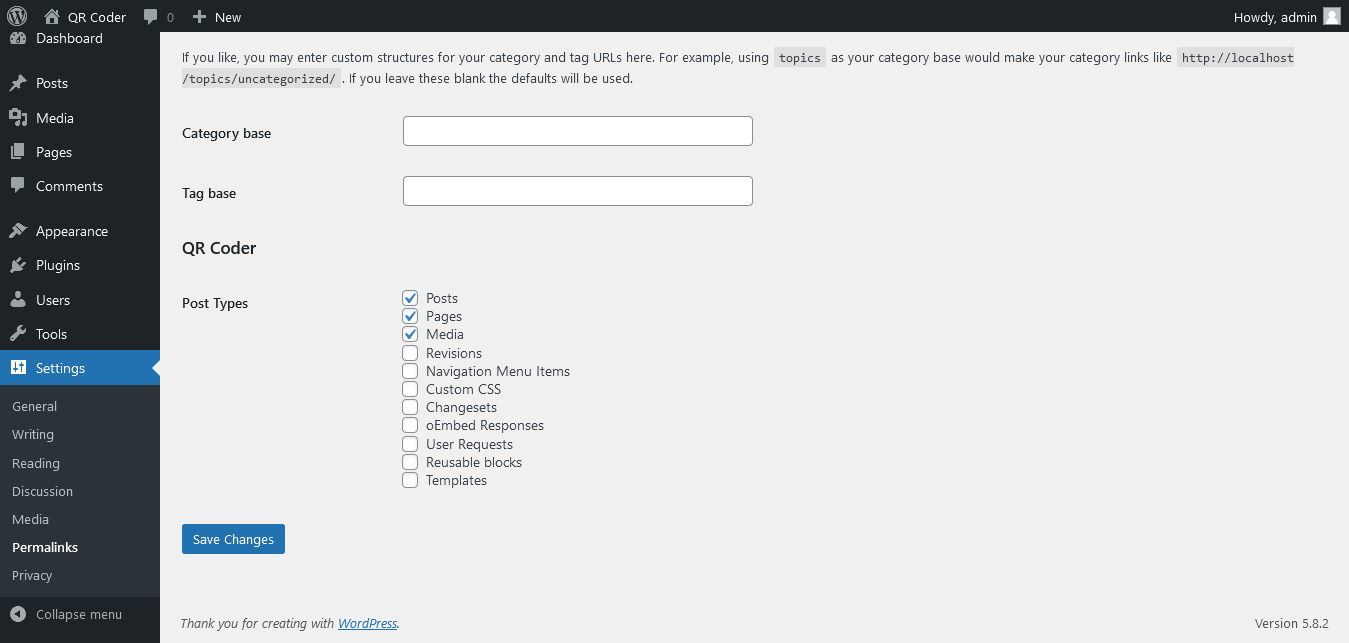 QR Coder 0 New Howdy, admin
Dashboard
Posts
Media
Pages
Comments
Appearance
Plugins
Users
Tools
Settings
General
Writing
Reading
Discussion
Media
Permalinks
Privacy
Collapse menu
If you like, you may enter custom structures for your category and tag URLs here. For example, using topics as your category base would make your category links like http://localhost
/topics/uncategorized/ . If you leave these blank the defaults will be used.
Category base
Tag base
QR Coder
Post Types
Posts
Pages
Media
Revisions
Navigation Menu Items
Custom CSS
Changesets
oEmbed Responses
User Requests
Reusable blocks
Templates
Save Changes
Thank you for creating with WordPress.
Version 5.8.2